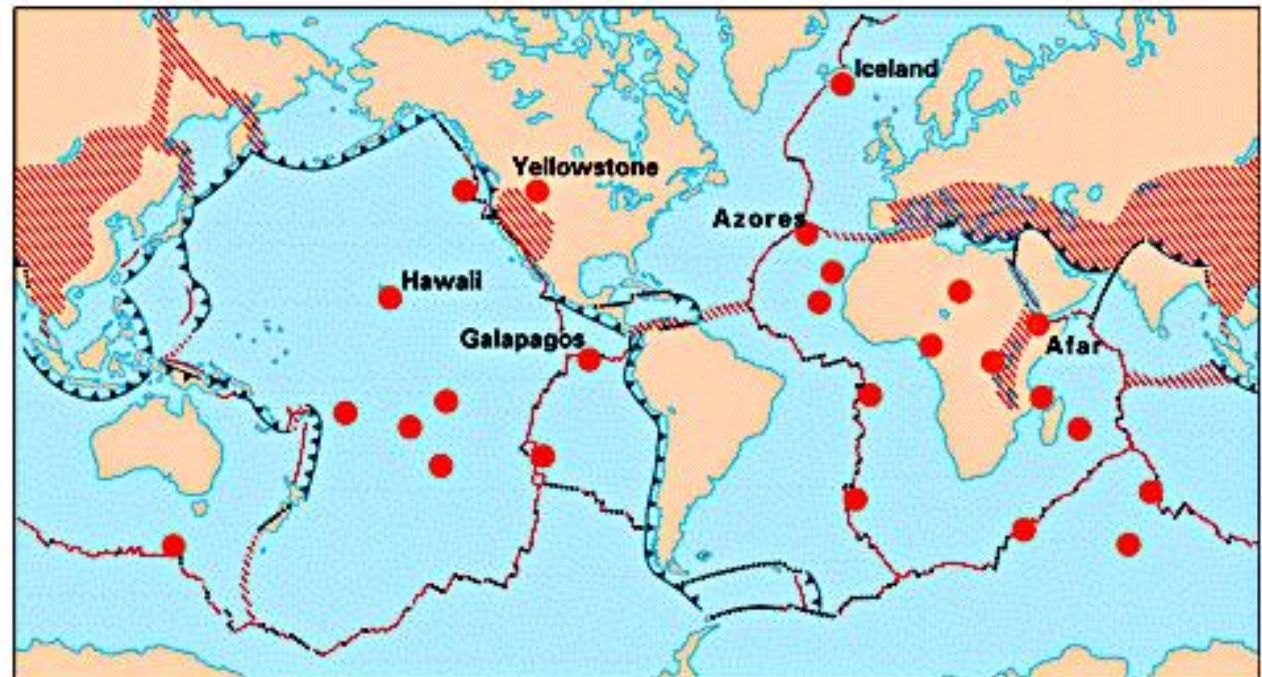 Iceland
Yellowstone
Azores
Hawaii
Galapagos
Afar